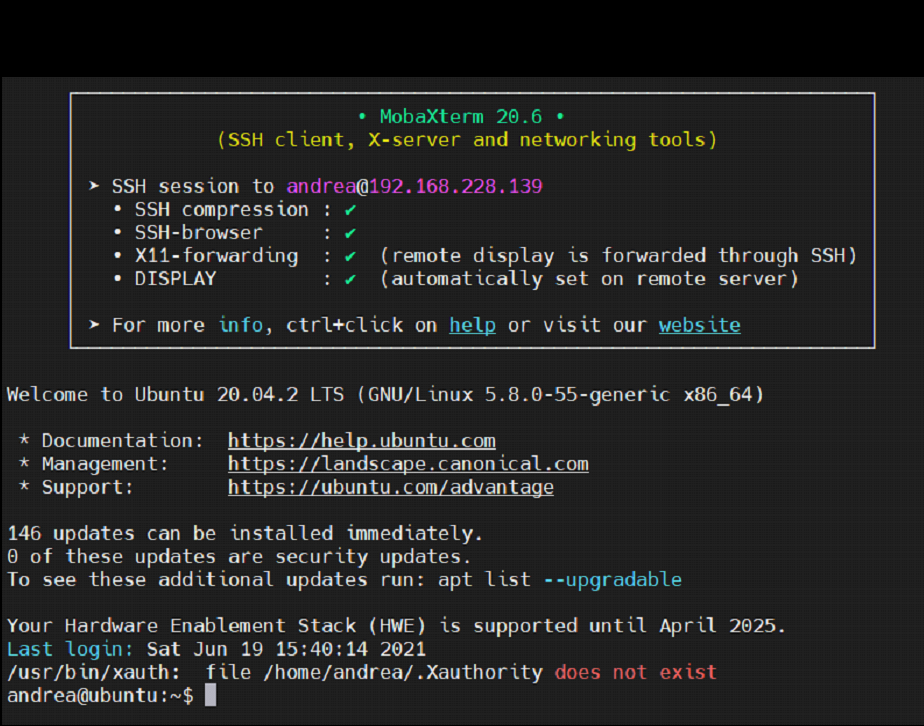 • MobaXterm 20.6 •
(SSH client, X-server and networking tools)
➤ SSH session to andrea@192.168.228.139
• SSH compression : ✔
• SSH-browser : ✔
• X11-forwarding : ✔ (remote display is forwarded through SSH)
• DISPLAY : ✔ (automatically set on remote server)
➤ For more info, ctrl+click on help or visit our website
Welcome to Ubuntu 20.04.2 LTS (GNU/Linux 5.8.0-55-generic x86_64)
* Documentation: https://help.ubuntu.com
* Management: https://landscape.canonical.com
* Support: https://ubuntu.com/advantage
146 updates can be installed immediately.
0 of these updates are security updates.
To see these additional updates run: apt list --upgradable
Your Hardware Enablement Stack (HWE) is supported until April 2025.
Last login: Sat Jun 19 15:40:14 2021
/usr/bin/xauth: file /home/andrea/.Xauthority does not exist
andrea@ubuntu:~$